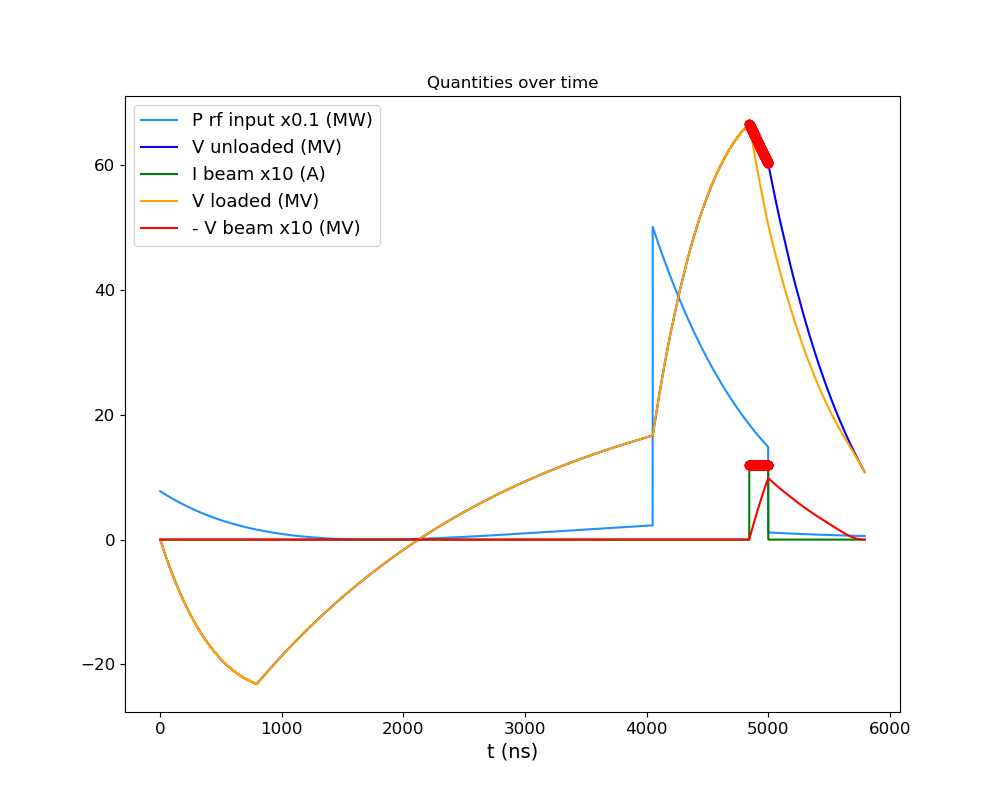 Quantities over time
P rf input x0.1 (MW)
V unloaded (MV)
I beam x10 (A)
V loaded (MV)
- V beam x10 (MV)
60
40
20
0
−20
0 1000 2000 3000 4000 5000 6000
t (ns)